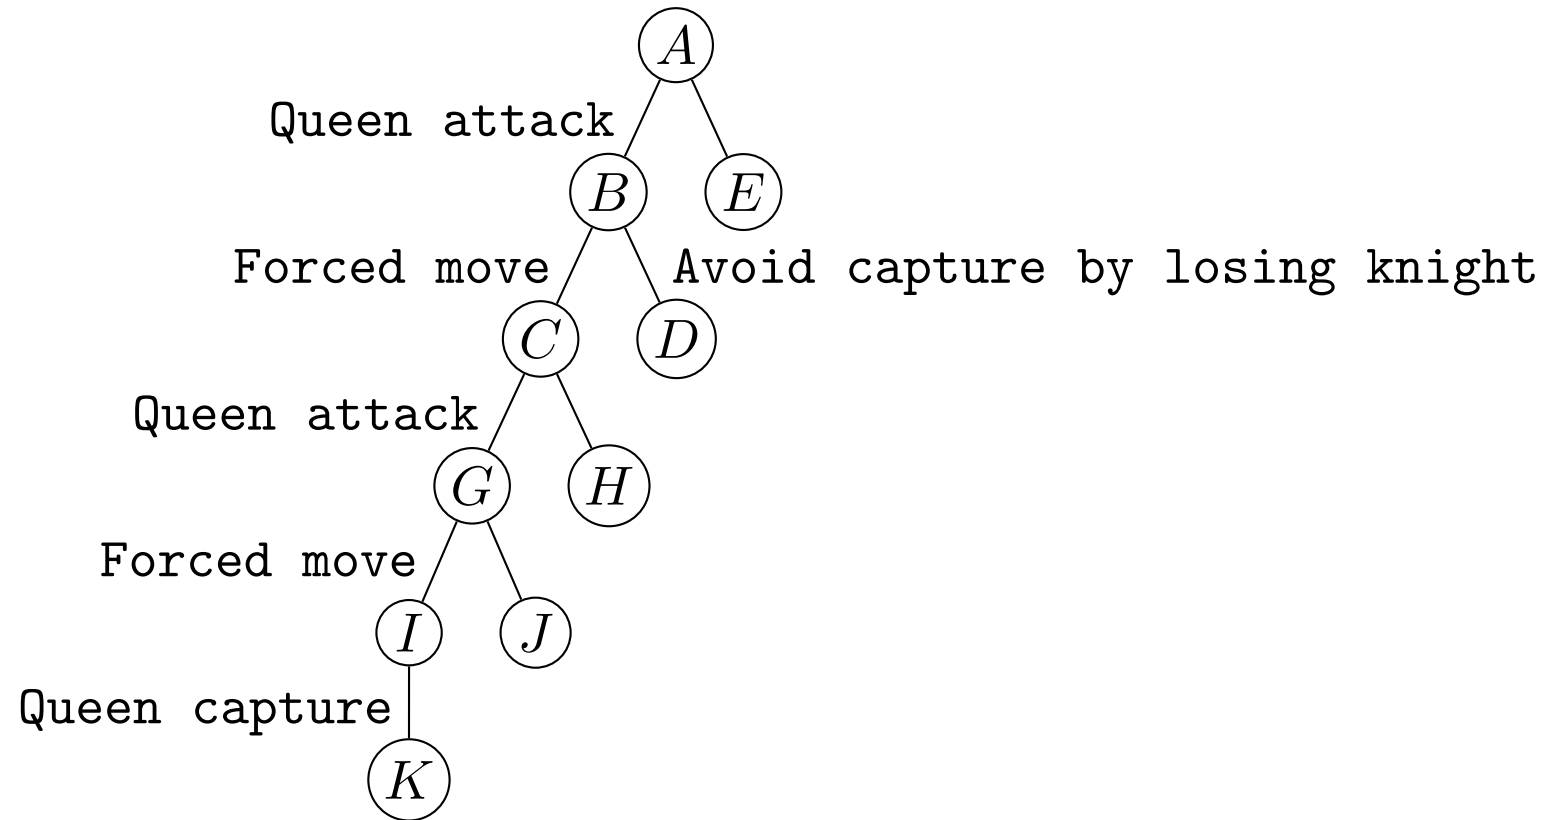 A
Queen attack
B E
Forced move Avoid capture by losing knight
C D
Queen attack
G H
Forced move
I J
Queen capture
K